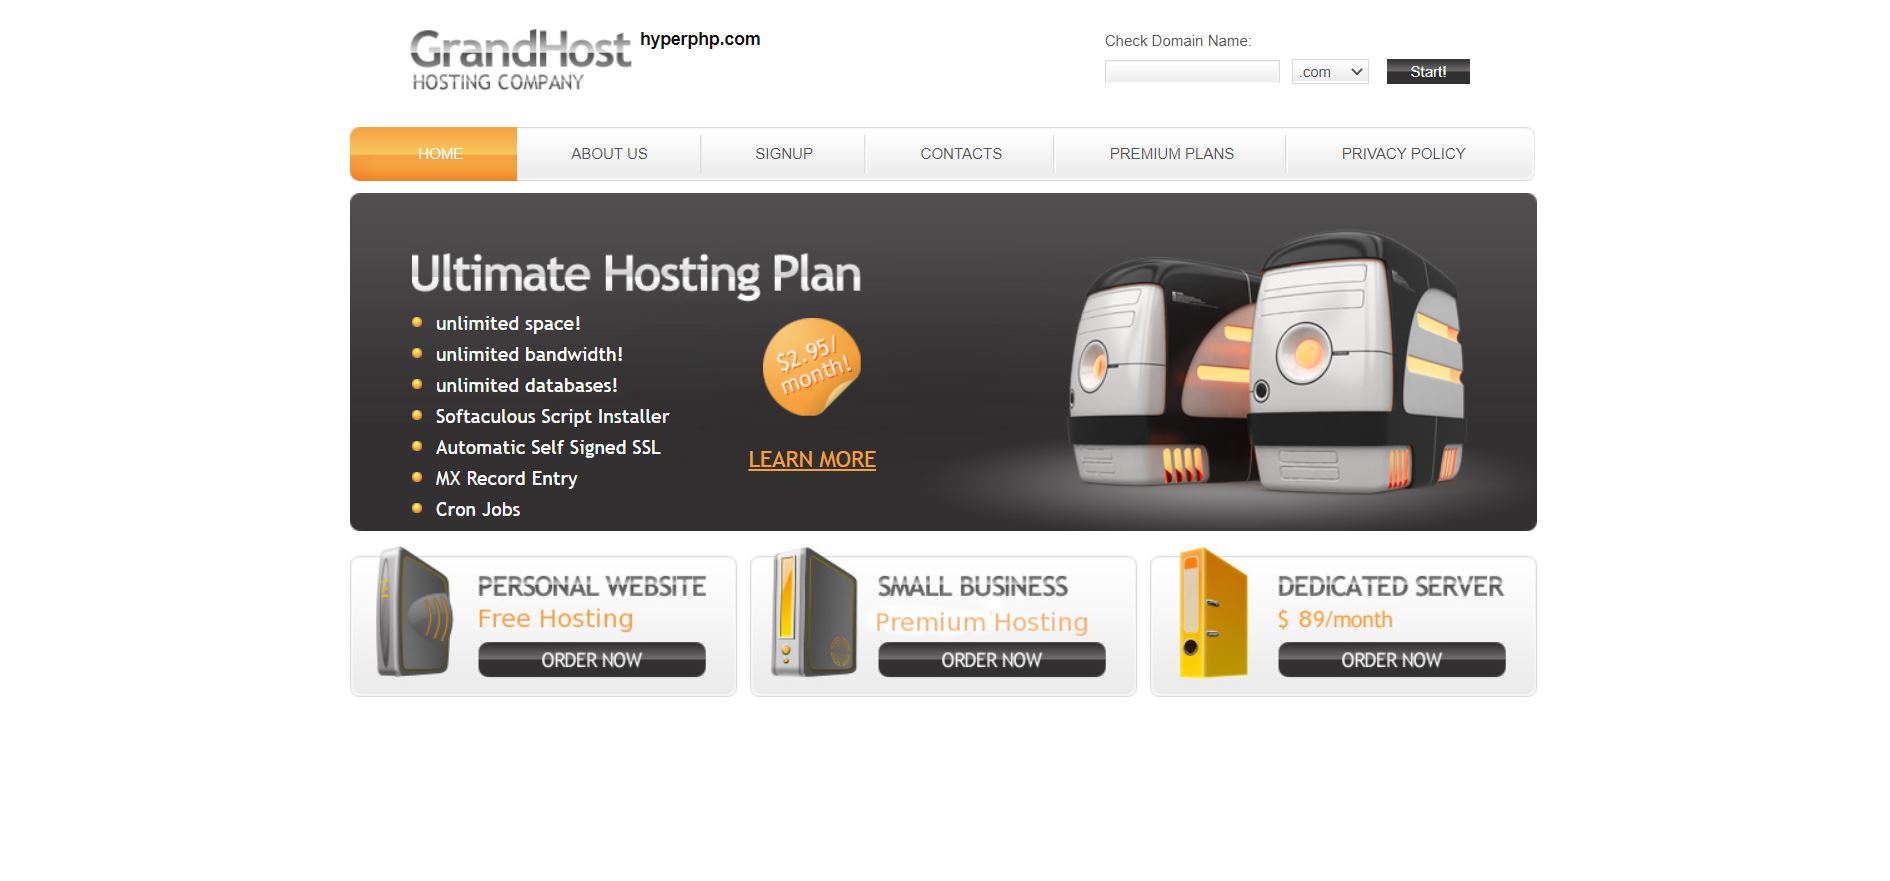 GrandHost
HOSTING COMPANY
hyperphp.com
Check Domain Name:
.com
Start!
HOME
ABOUT US
SIGNUP
CONTACTS
PREMIUM PLANS
PRIVACY POLICY
Ultimate Hosting Plan
unlimited space!
unlimited bandwidth!
unlimited databases!
Softaculous Script Installer
Automatic Self Signed SSL
MX Record Entry
Cron Jobs
$2.95/
month!
LEARN MORE
PERSONAL WEBSITE
Free Hosting
ORDER NOW
SMALL BUSINESS
Premium Hosting
ORDER NOW
DEDICATED SERVER
$ 89/month
ORDER NOW